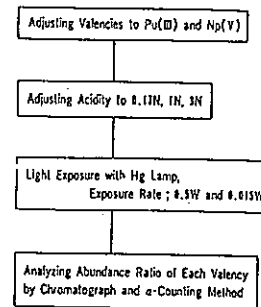 Adjusting Valencies to Pu(Ⅲ) and Np(Ⅴ)
Adjusting Acidity to 0.13N, 1N, 3N
Light Exposure with Hg Lamp,
Exposure Rate ; 0.5W and 0.015W
Analyzing Abundance Ratio of Each Valency
by Chromatograph and α-Counting Method